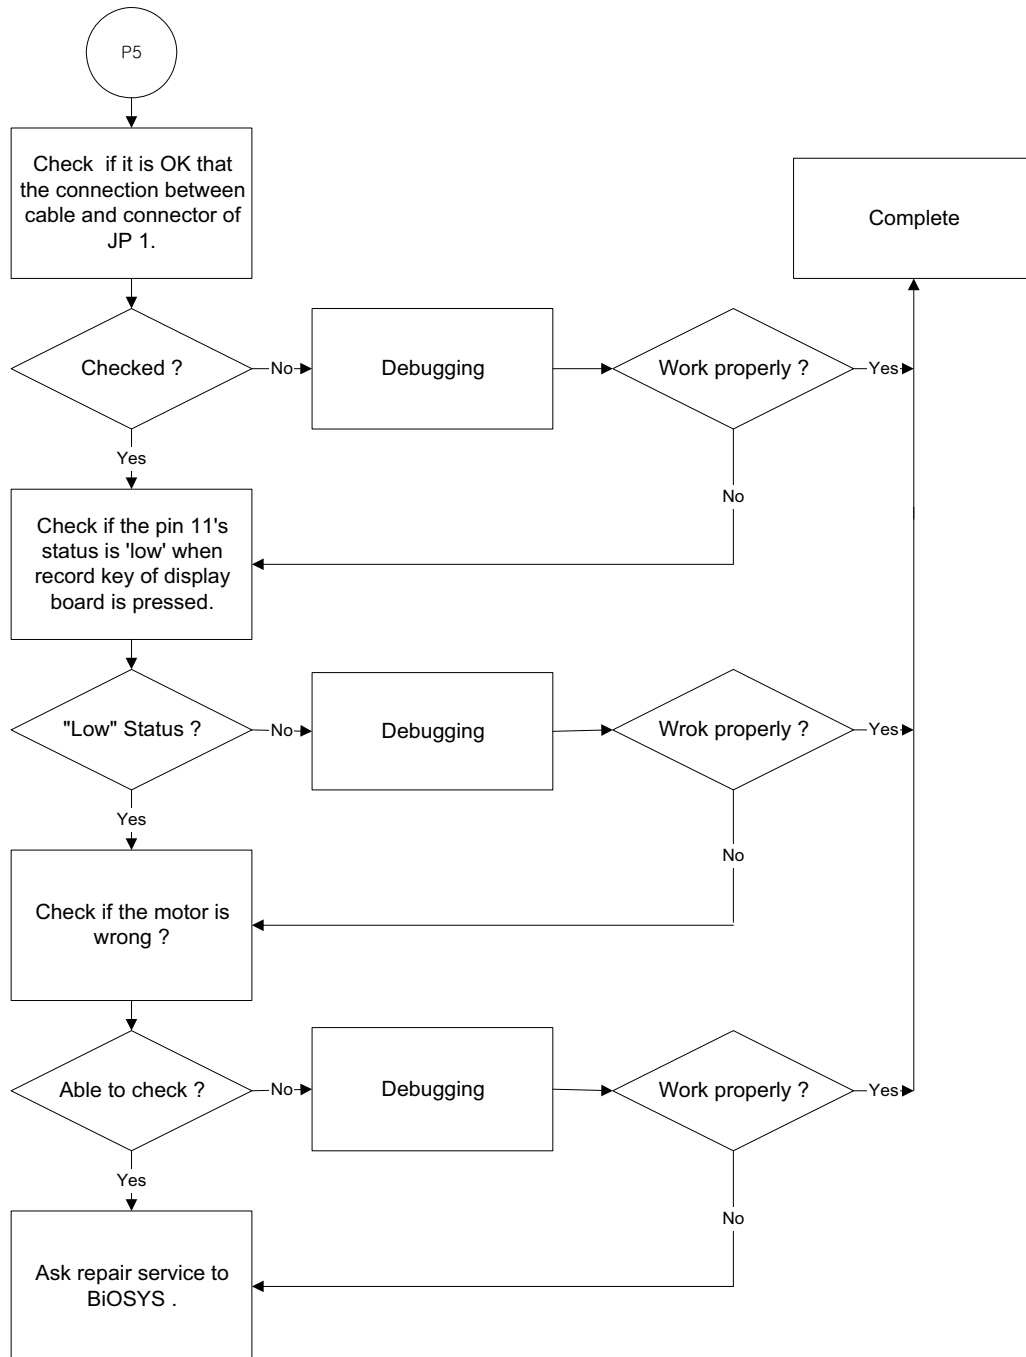 P5
Check if it is OK that
the connection between
cable and connector of
JP 1.
Complete
Checked ?
No
Debugging
Work properly ?
Yes
Yes
No
Check if the pin 11's
status is 'low' when
record key of display
board is pressed.
"Low" Status ?
No
Debugging
Wrok properly ?
Yes
Yes
No
Check if the motor is
wrong ?
Able to check ?
No
Debugging
Work properly ?
Yes
Yes
No
Ask repair service to
BiOSYS .